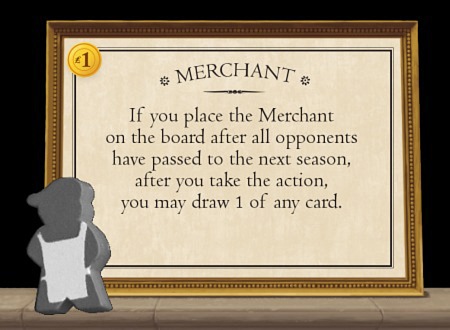 £1
MERCHANT
If you place the Merchant
on the board after all opponents
have passed to the next season,
after you take the action,
you may draw 1 of any card.